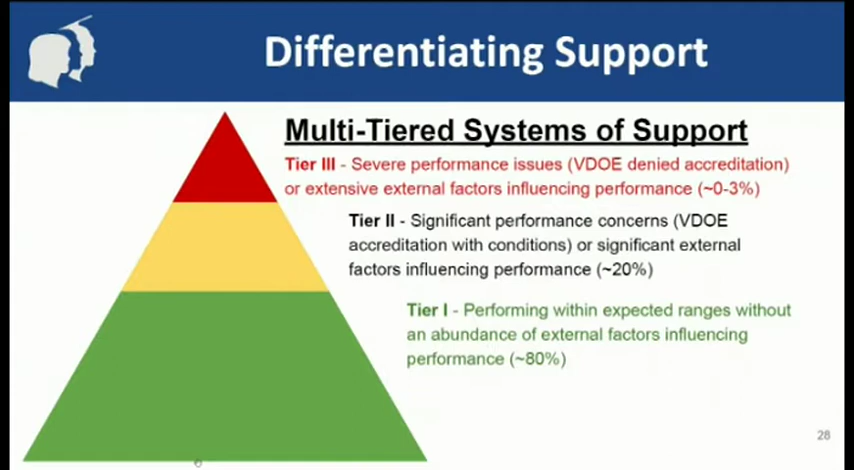 Differentiating Support
Multi-Tiered Systems of Support
Tier III - Severe performance issues (VDOE denied accreditation)
or extensive external factors influencing performance (~0-3%)
Tier II - Significant performance concerns (VDOE
accreditation with conditions) or significant external
factors influencing performance (~20%)
Tier I - Performing within expected ranges without
an abundance of external factors influencing
performance (~80%)
28